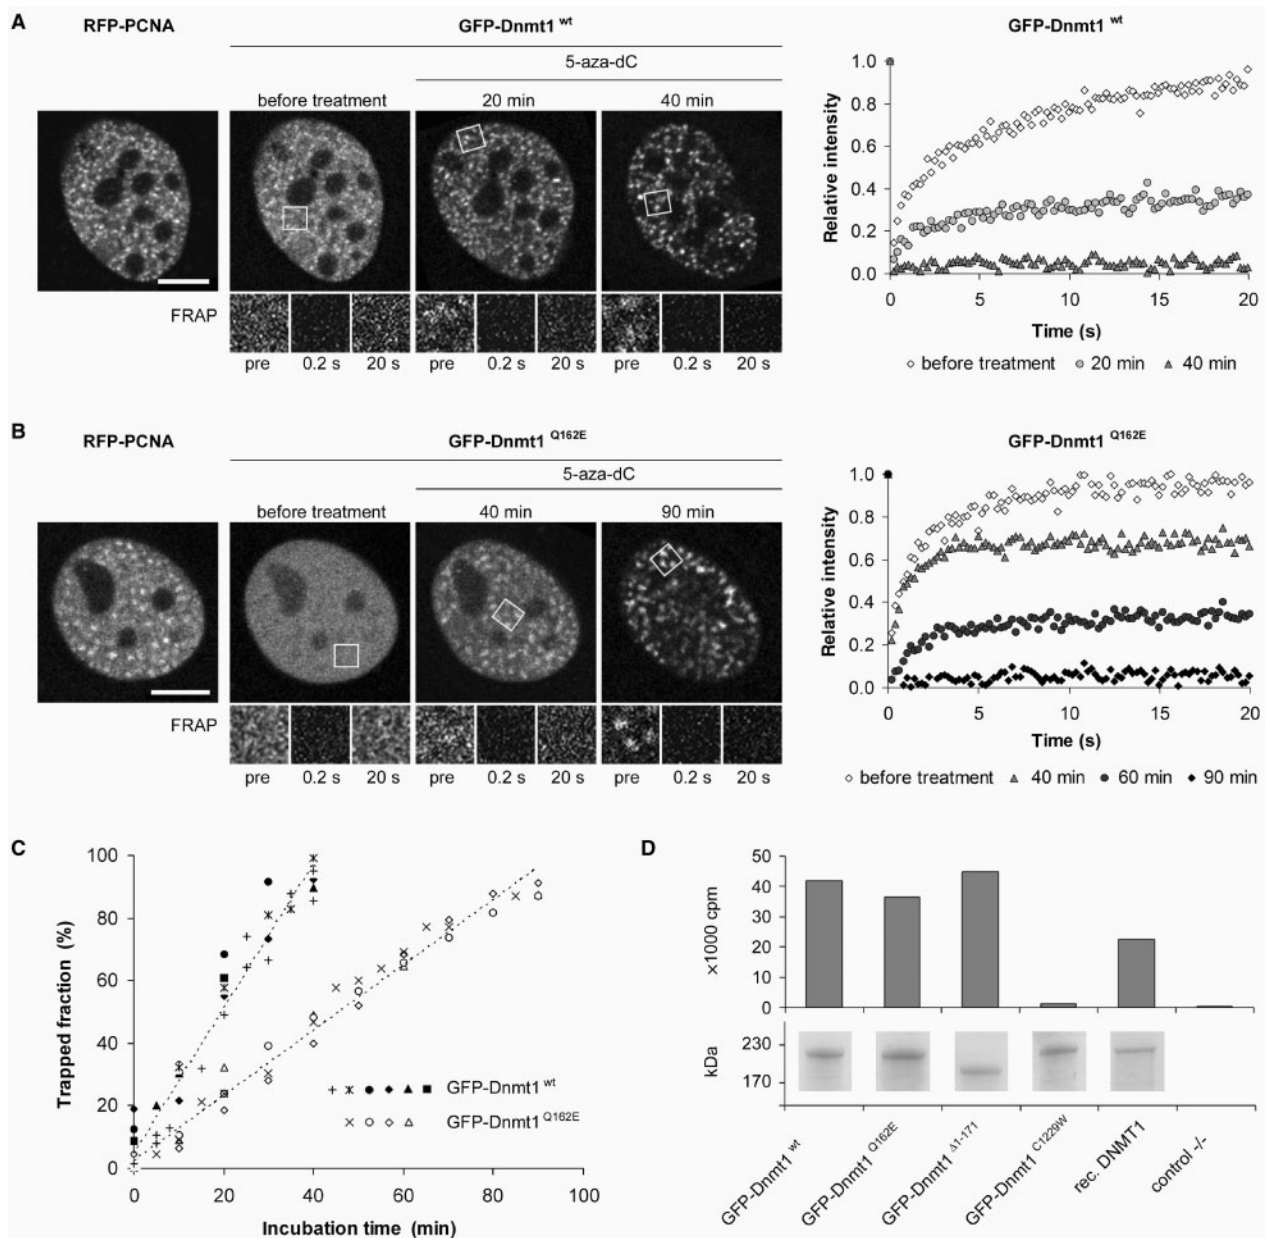 A
RFP-PCNA
GFP-Dnmt1 wt
5-aza-dC
before treatment 20 min 40 min
FRAP
pre 0.2 s 20 s pre 0.2 s 20 s pre 0.2 s 20 s
GFP-Dnmt1 wt
Relative intensity
1.0
0.8
0.6
0.4
0.2
0.0
0 5 10 15 20
Time (s)
before treatment 20 min 40 min
B
RFP-PCNA
GFP-Dnmt1 Q162E
5-aza-dC
before treatment 40 min 90 min
FRAP
pre 0.2 s 20 s pre 0.2 s 20 s pre 0.2 s 20 s
GFP-Dnmt1 Q162E
Relative intensity
1.0
0.8
0.6
0.4
0.2
0.0
0 5 10 15 20
Time (s)
before treatment 40 min 60 min 90 min
C
Trapped fraction (%)
100
80
60
40
20
0
0 20 40 60 80 100
Incubation time (min)
GFP-Dnmt1 wt
GFP-Dnmt1 Q162E
D
×1000 cpm
50
40
30
20
10
0
kDa
230
170
GFP-Dnmt1 wt
GFP-Dnmt1 Q162E
GFP-Dnmt1 Δ1-171
GFP-Dnmt1 C1229W
rec. DNMT1
control -/-